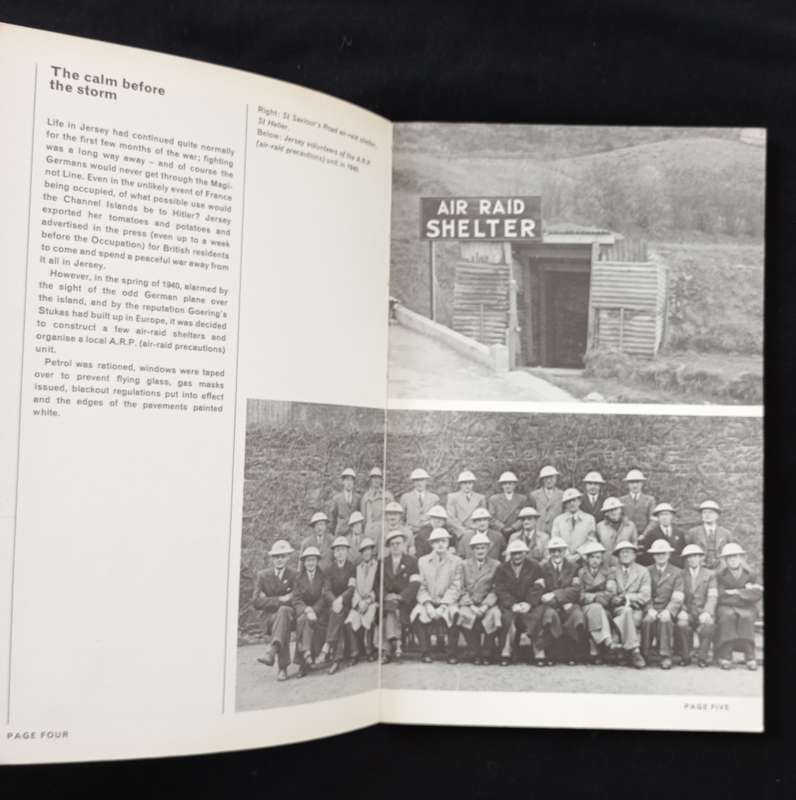 The calm before
the storm
Life in Jersey had continued quite normally
for the first few months of the war; fighting
was a long way away – and of course the
Germans would never get through the Magi-
not Line. Even in the unlikely event of France
being occupied, of what possible use would
the Channel Islands be to Hitler? Jersey
exported her tomatoes and potatoes and
advertised in the press (even up to a week
before the Occupation) for British residents
to come and spend a peaceful war away from
it all in Jersey.
However, in the spring of 1940, alarmed by
the sight of the odd German plane over
the island, and by the reputation Goering's
Stukas had built up in Europe, it was decided
to construct a few air-raid shelters and
organise a local A.R.P. (air-raid precautions)
unit.
Petrol was rationed, windows were taped
over to prevent flying glass, gas masks
issued, blackout regulations put into effect
and the edges of the pavements painted
white.
PAGE FOUR
Right: St Saviour's Road air-raid shelter,
St Helier.
Below: Jersey volunteers of the A.R.P.
(air-raid precautions) unit in 1940.
AIR RAID
SHELTER
PAGE FIVE